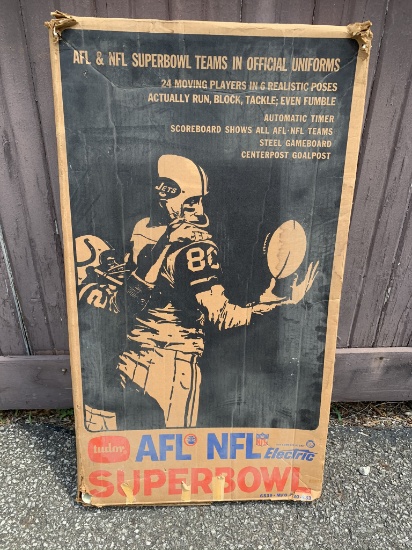 AFL & NFL SUPERBOWL TEAMS IN OFFICIAL UNIFORMS
24 MOVING PLAYERS IN 6 REALISTIC POSES
ACTUALLY RUN, BLOCK, TACKLE; EVEN FUMBLE
AUTOMATIC TIMER
SCOREBOARD SHOWS ALL AFL-NFL TEAMS
STEEL GAMEBOARD
CENTERPOST GOALPOST
JETS
tudor AFL NFL Electric
SUPERBOWL